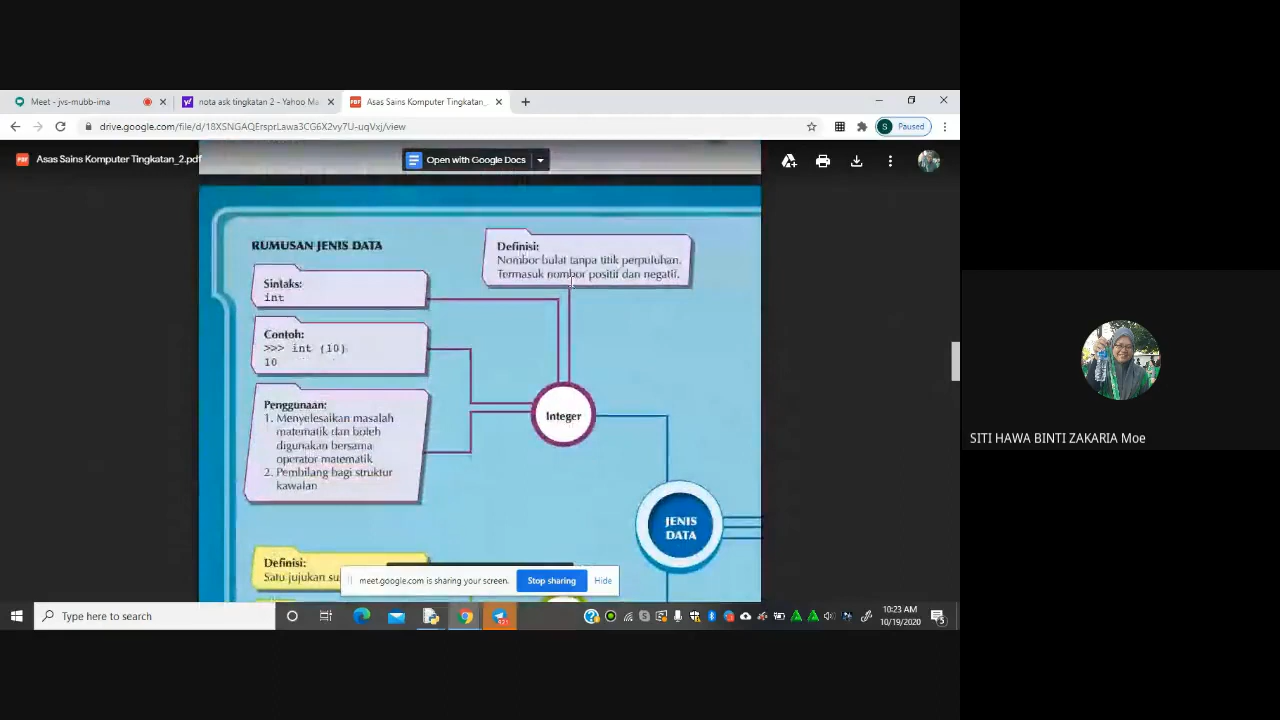 Meet - jvs-mubb-ima
nota ask tingkatan 2 - Yahoo Ma
Asas Sains Komputer Tingkatan_
drive.google.com/file/d/18XSNGAQErsprLawa3CG6X2vy7U-uqVxj/view
Paused
Asas Sains Komputer Tingkatan_2.pdf
Open with Google Docs
RUMUSAN JENIS DATA
Definisi:
Nombor bulat tanpa titik perpuluhan.
Termasuk nombor positif dan negatif.
Sintaks:
int
Contoh:
>>> int (10)
10
Penggunaan:
1. Menyelesaikan masalah
matematik dan boleh
digunakan bersama
operator matematik
2. Pembilang bagi struktur
kawalan
Integer
JENIS
DATA
Definisi:
Satu jujukan
meet.google.com is sharing your screen.
Stop sharing
Hide
SITI HAWA BINTI ZAKARIA Moe
Type here to search
10:23 AM
10/19/2020